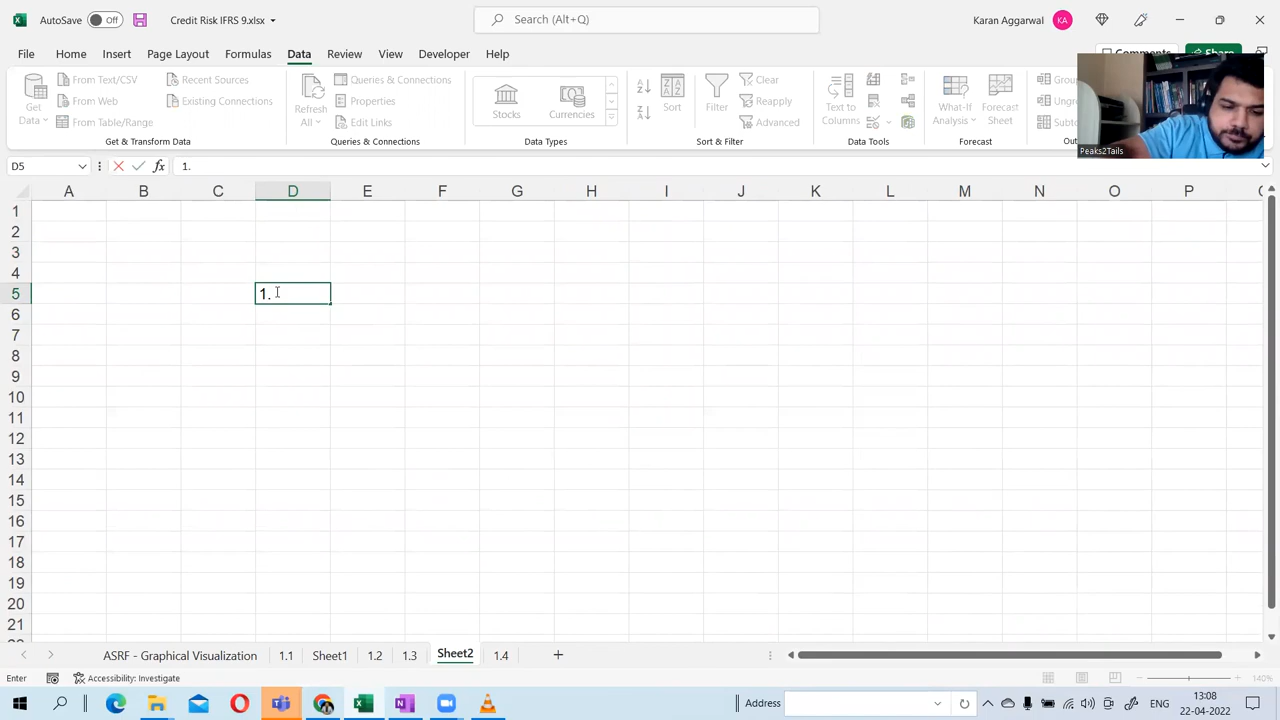 AutoSave Off Credit Risk IFRS 9.xlsx Search (Alt+Q) Karan Aggarwal KA
File Home Insert Page Layout Formulas Data Review View Developer Help Comments Share
Get Data
From Text/CSV
From Web
From Table/Range
Recent Sources
Existing Connections
Get & Transform Data
Refresh All
Queries & Connections
Properties
Edit Links
Queries & Connections
Stocks Currencies
Data Types
Sort
Filter
Clear
Reapply
Advanced
Sort & Filter
Text to Columns
Data Tools
What-If Analysis
Forecast Sheet
Forecast
Peaks2Tails
D5 fx 1.
A B C D E F G H I J K L M N O P
1
2
3
4
5 1.
6
7
8
9
10
11
12
13
14
15
16
17
18
19
20
21
ASRF - Graphical Visualization 1.1 Sheet1 1.2 1.3 Sheet2 1.4
Enter Accessibility: Investigate 140%
Address ENG 13:08
22-04-2022